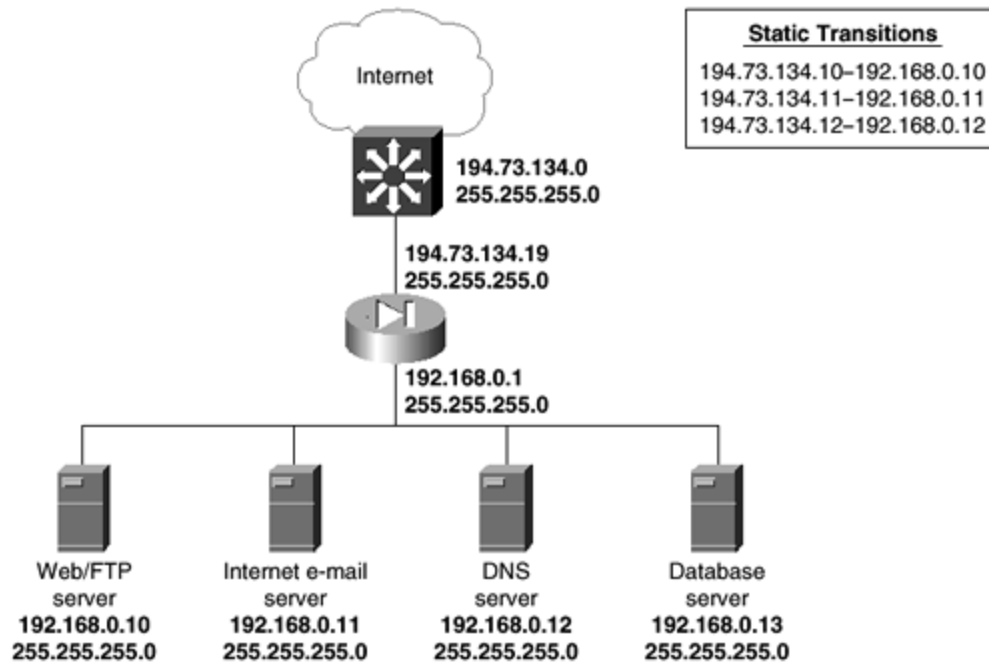 Static Transitions
194.73.134.10–192.168.0.10
194.73.134.11–192.168.0.11
194.73.134.12–192.168.0.12
Internet
194.73.134.0
255.255.255.0
194.73.134.19
255.255.255.0
192.168.0.1
255.255.255.0
Web/FTP
server
192.168.0.10
255.255.255.0
Internet e-mail
server
192.168.0.11
255.255.255.0
DNS
server
192.168.0.12
255.255.255.0
Database
server
192.168.0.13
255.255.255.0